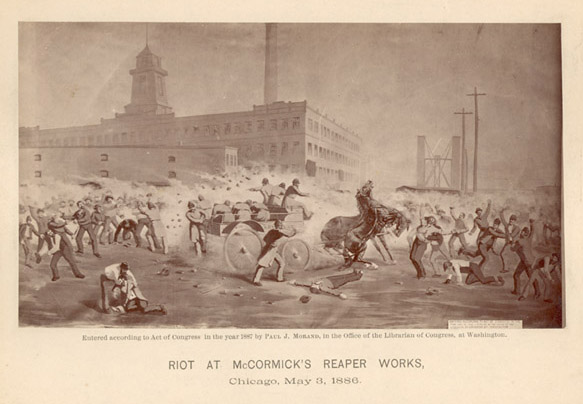 Entered according to Act of Congress in the year 1887 by PAUL J. MORAND, in the Office of the Librarian of Congress, at Washington.
RIOT AT McCORMICK'S REAPER WORKS,
Chicago, May 3, 1886.